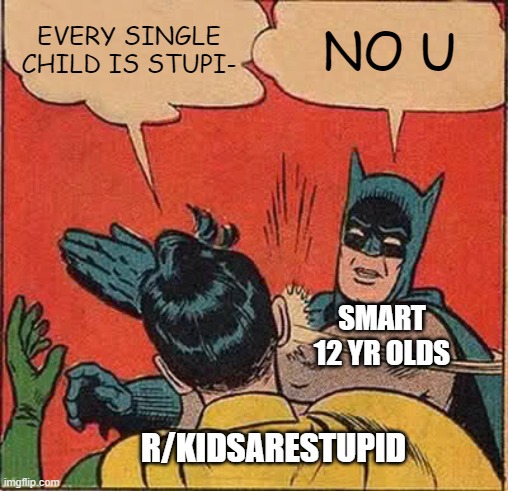 EVERY SINGLE
CHILD IS STUPI-
NO U
SMART
12 YR OLDS
R/KIDSARESTUPID
imgflip.com